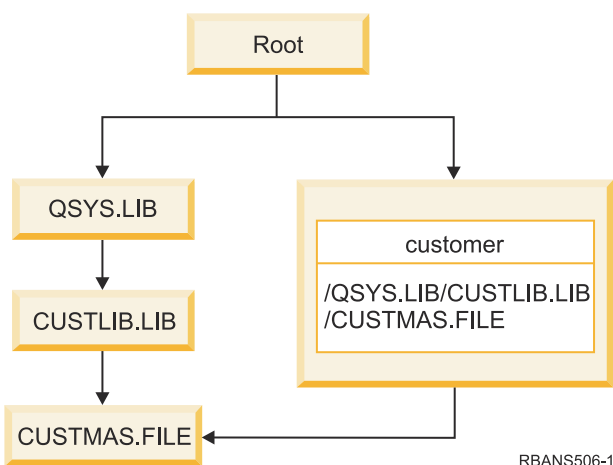 Root
QSYS.LIB
customer
/QSYS.LIB/CUSTLIB.LIB
/CUSTMAS.FILE
CUSTLIB.LIB
CUSTMAS.FILE
RBANS506-1